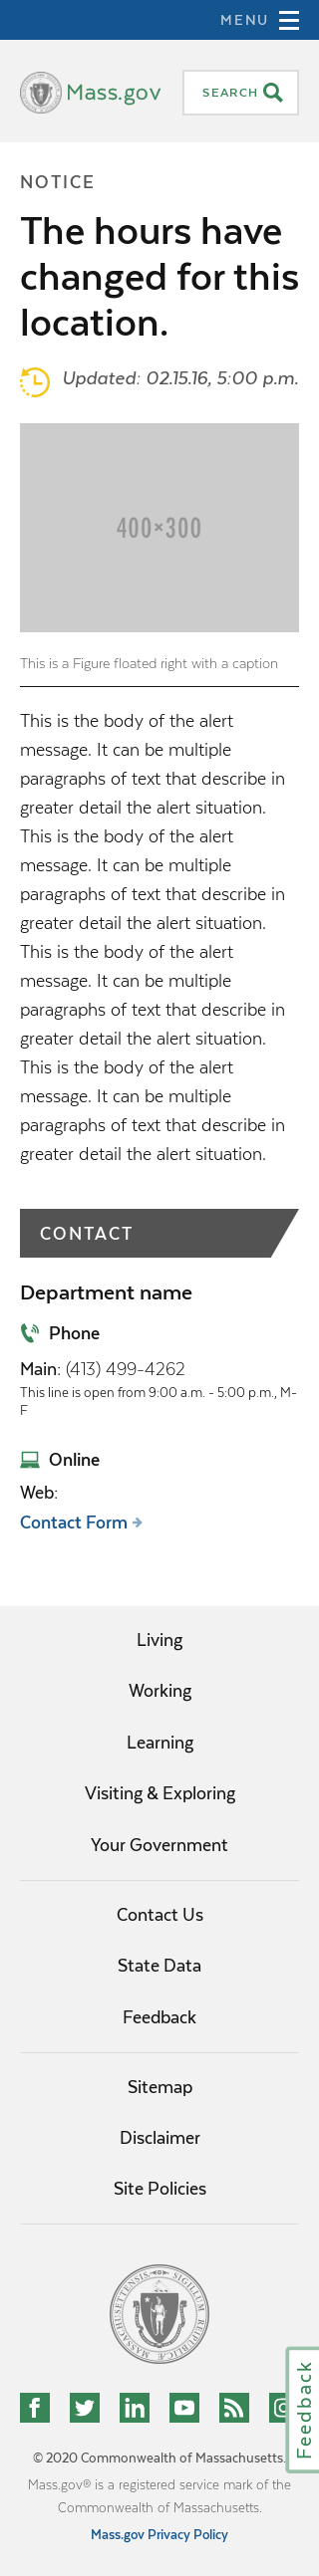 MENU
Mass.gov
SEARCH
NOTICE
The hours have
changed for this
location.
Updated: 02.15.16, 5:00 p.m.
400×300
This is a Figure floated right with a caption
This is the body of the alert
message. It can be multiple
paragraphs of text that describe in
greater detail the alert situation.
This is the body of the alert
message. It can be multiple
paragraphs of text that describe in
greater detail the alert situation.
This is the body of the alert
message. It can be multiple
paragraphs of text that describe in
greater detail the alert situation.
This is the body of the alert
message. It can be multiple
paragraphs of text that describe in
greater detail the alert situation.
CONTACT
Department name
Phone
Main: (413) 499-4262
This line is open from 9:00 a.m. - 5:00 p.m., M-
F
Online
Web:
Contact Form
Living
Working
Learning
Visiting & Exploring
Your Government
Contact Us
State Data
Feedback
Sitemap
Disclaimer
Site Policies
Feedback
© 2020 Commonwealth of Massachusetts.
Mass.gov® is a registered service mark of the
Commonwealth of Massachusetts.
Mass.gov Privacy Policy